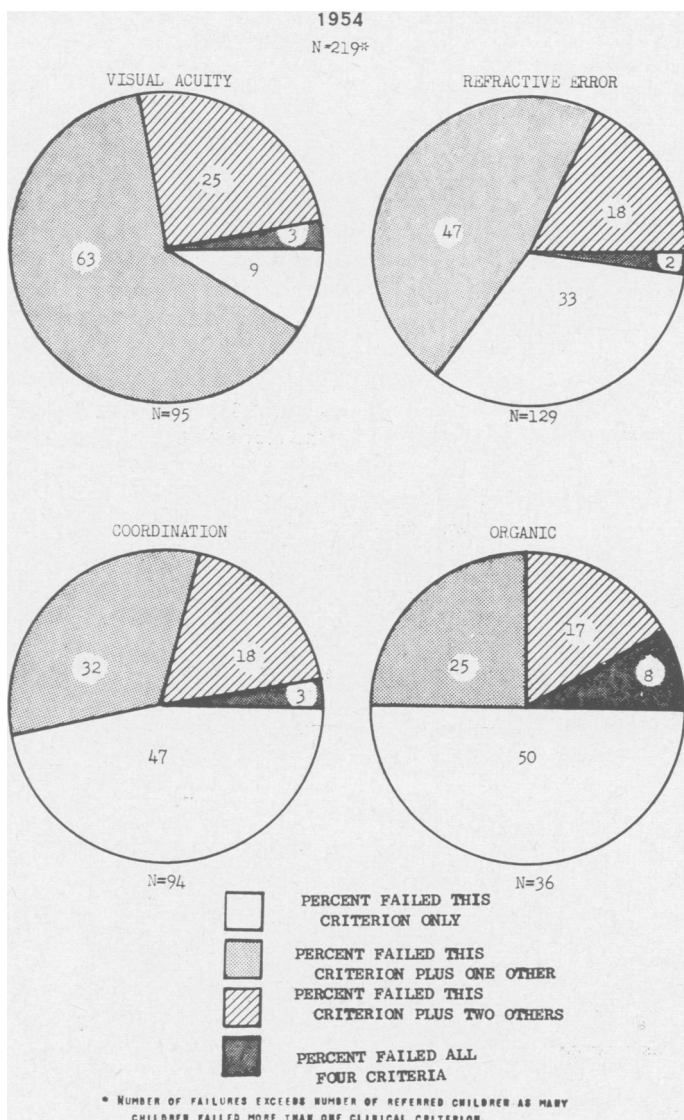 1954
N=219*
VISUAL ACUITY
REFRACTIVE ERROR
25
3
9
63
47
18
2
33
N=95
N=129
COORDINATION
ORGANIC
32
18
3
47
25
17
8
50
N=94
N=36
PERCENT FAILED THIS
CRITERION ONLY
PERCENT FAILED THIS
CRITERION PLUS ONE OTHER
PERCENT FAILED THIS
CRITERION PLUS TWO OTHERS
PERCENT FAILED ALL
FOUR CRITERIA
* NUMBER OF FAILURES EXCEEDS NUMBER OF REFERRED CHILDREN AS MANY
CHILDREN FAILED MORE THAN ONE CLINICAL CRITERION